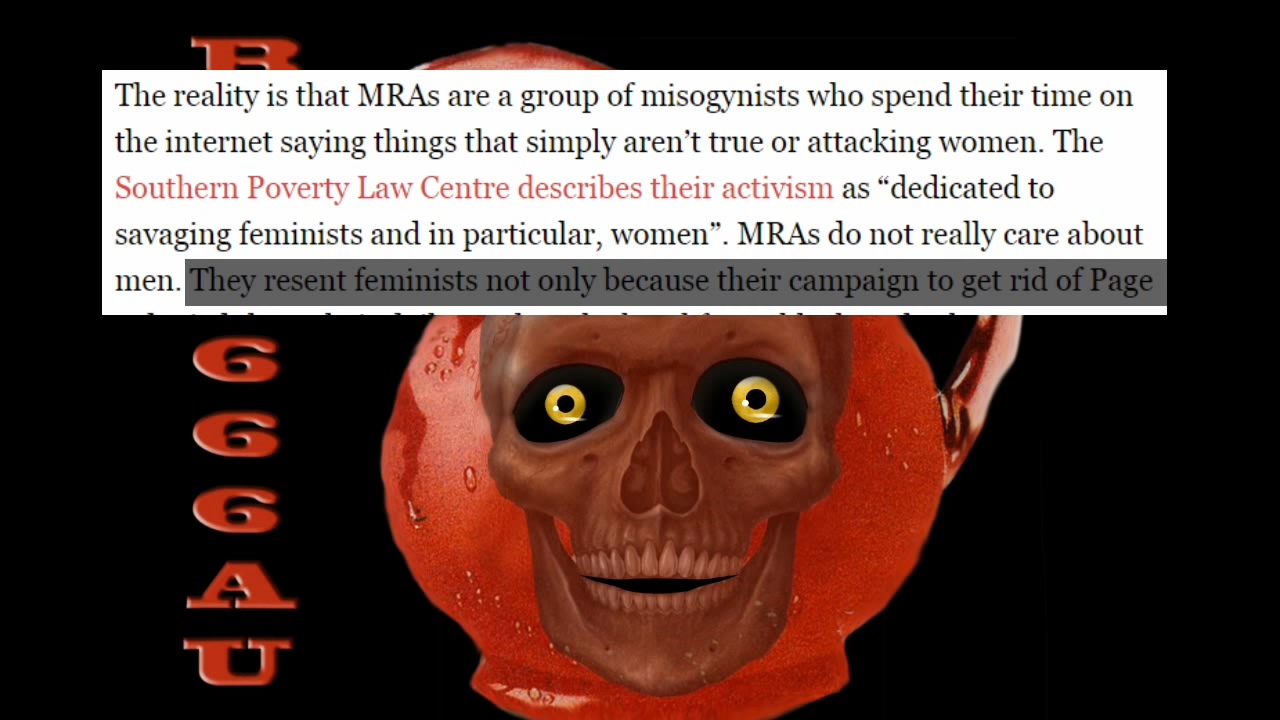 B
The reality is that MRAs are a group of misogynists who spend their time on
the internet saying things that simply aren’t true or attacking women. The
Southern Poverty Law Centre describes their activism as “dedicated to
savaging feminists and in particular, women”. MRAs do not really care about
men. They resent feminists not only because their campaign to get rid of Page
6
6
6
A
U